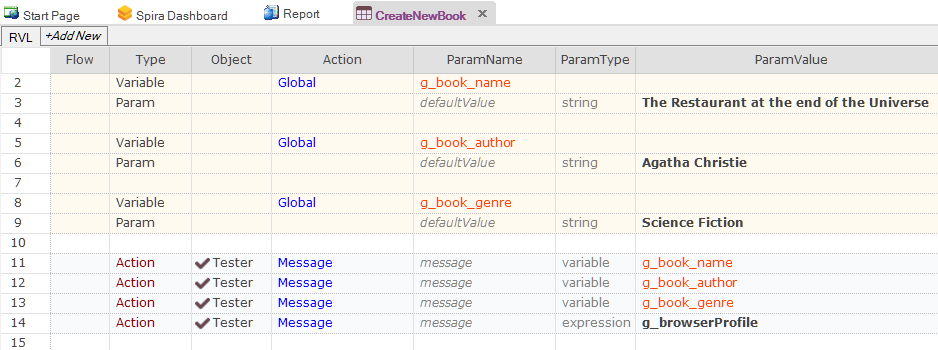 Start Page Spira Dashboard Report CreateNewBook
RVL +Add New
Flow Type Object Action ParamName ParamType ParamValue
2 Variable Global g_book_name
3 Param defaultValue string The Restaurant at the end of the Universe
4
5 Variable Global g_book_author
6 Param defaultValue string Agatha Christie
7
8 Variable Global g_book_genre
9 Param defaultValue string Science Fiction
10
11 Action Tester Message message variable g_book_name
12 Action Tester Message message variable g_book_author
13 Action Tester Message message variable g_book_genre
14 Action Tester Message message expression g_browserProfile
15